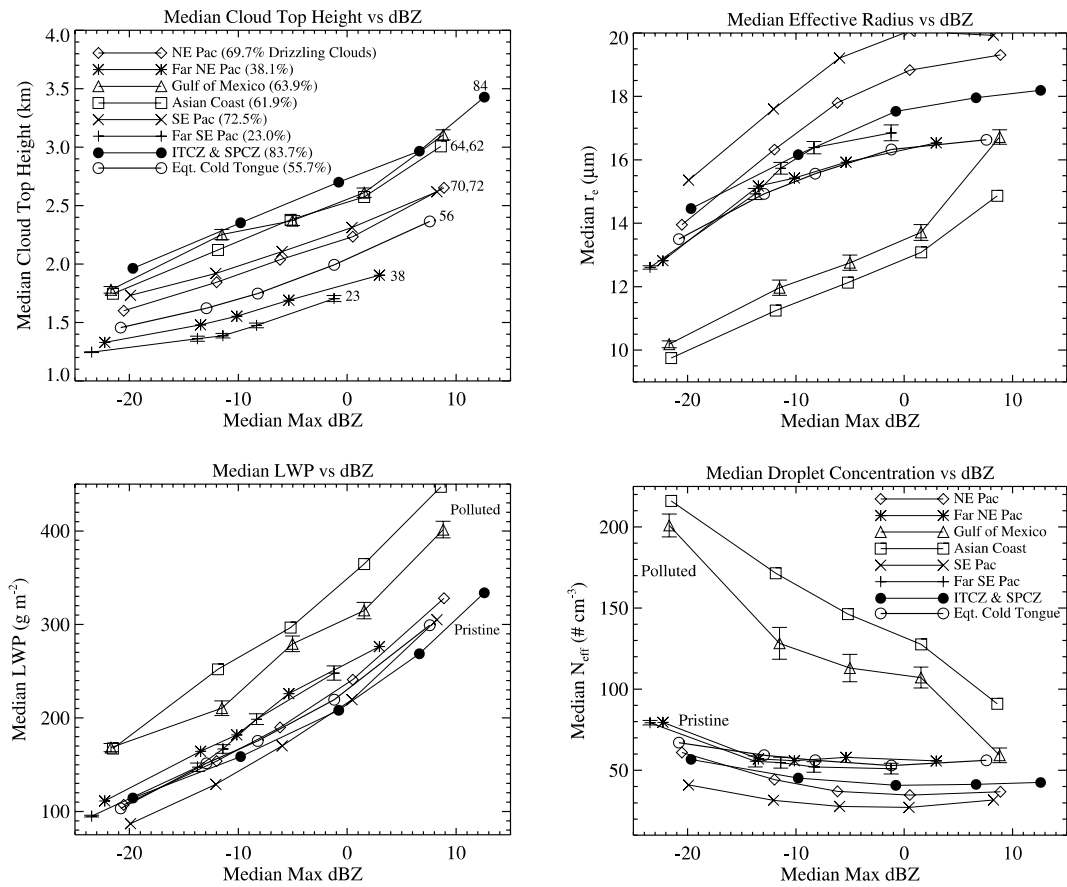 Median Cloud Top Height vs dBZ
4.0
3.5
3.0
2.5
2.0
1.5
1.0
Median Cloud Top Height (km)
NE Pac (69.7% Drizzling Clouds)
Far NE Pac (38.1%)
Gulf of Mexico (63.9%)
Asian Coast (61.9%)
SE Pac (72.5%)
Far SE Pac (23.0%)
ITCZ & SPCZ (83.7%)
Eqt. Cold Tongue (55.7%)
84
64,62
70,72
56
38
23
-20 -10 0 10
Median Max dBZ
Median Effective Radius vs dBZ
20
18
16
14
12
10
Median r_e (μm)
-20 -10 0 10
Median Max dBZ
Median LWP vs dBZ
400
300
200
100
Median LWP (g m⁻²)
Polluted
Pristine
-20 -10 0 10
Median Max dBZ
Median Droplet Concentration vs dBZ
200
150
100
50
Median N_eff (# cm⁻³)
NE Pac
Far NE Pac
Gulf of Mexico
Asian Coast
SE Pac
Far SE Pac
ITCZ & SPCZ
Eqt. Cold Tongue
Polluted
Pristine
-20 -10 0 10
Median Max dBZ